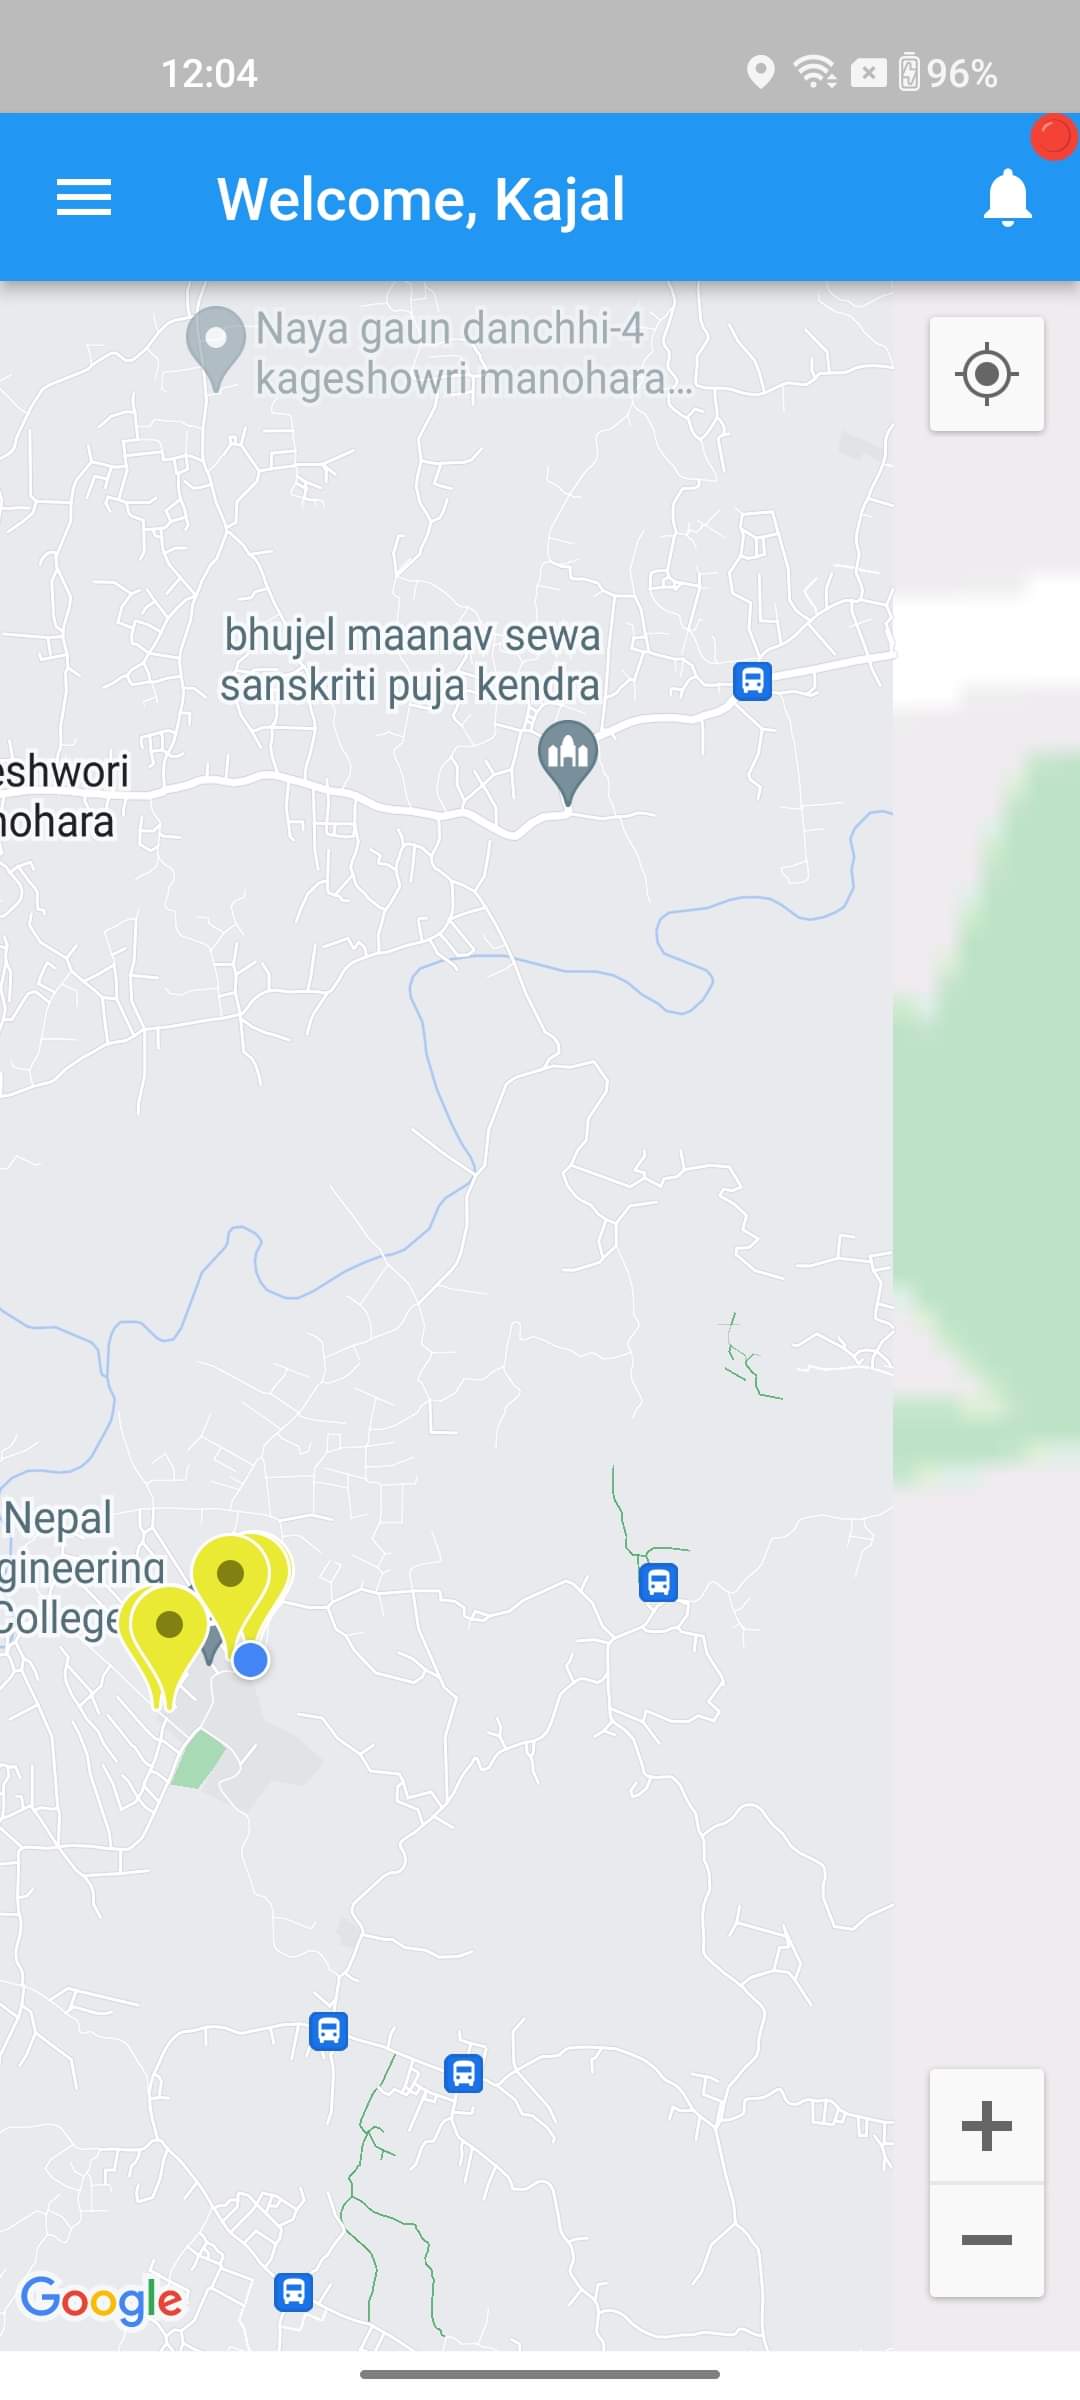 12:04
96%
Welcome, Kajal
Naya gaun danchhi-4
kageshowri manohara...
bhujel maanav sewa
sanskriti puja kendra
eshwori
nohara
Nepal
gineering
College
Google